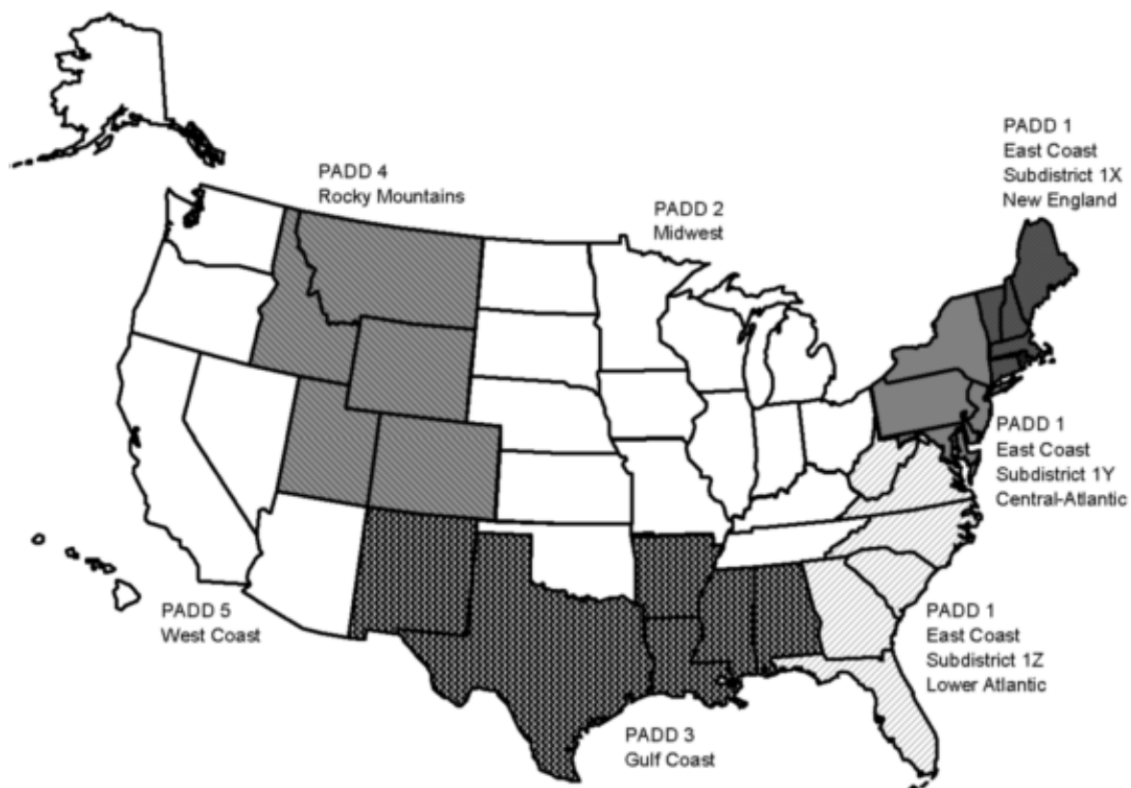 PADD 1
East Coast
Subdistrict 1X
New England
PADD 4
Rocky Mountains
PADD 2
Midwest
PADD 1
East Coast
Subdistrict 1Y
Central-Atlantic
PADD 5
West Coast
PADD 1
East Coast
Subdistrict 1Z
Lower Atlantic
PADD 3
Gulf Coast